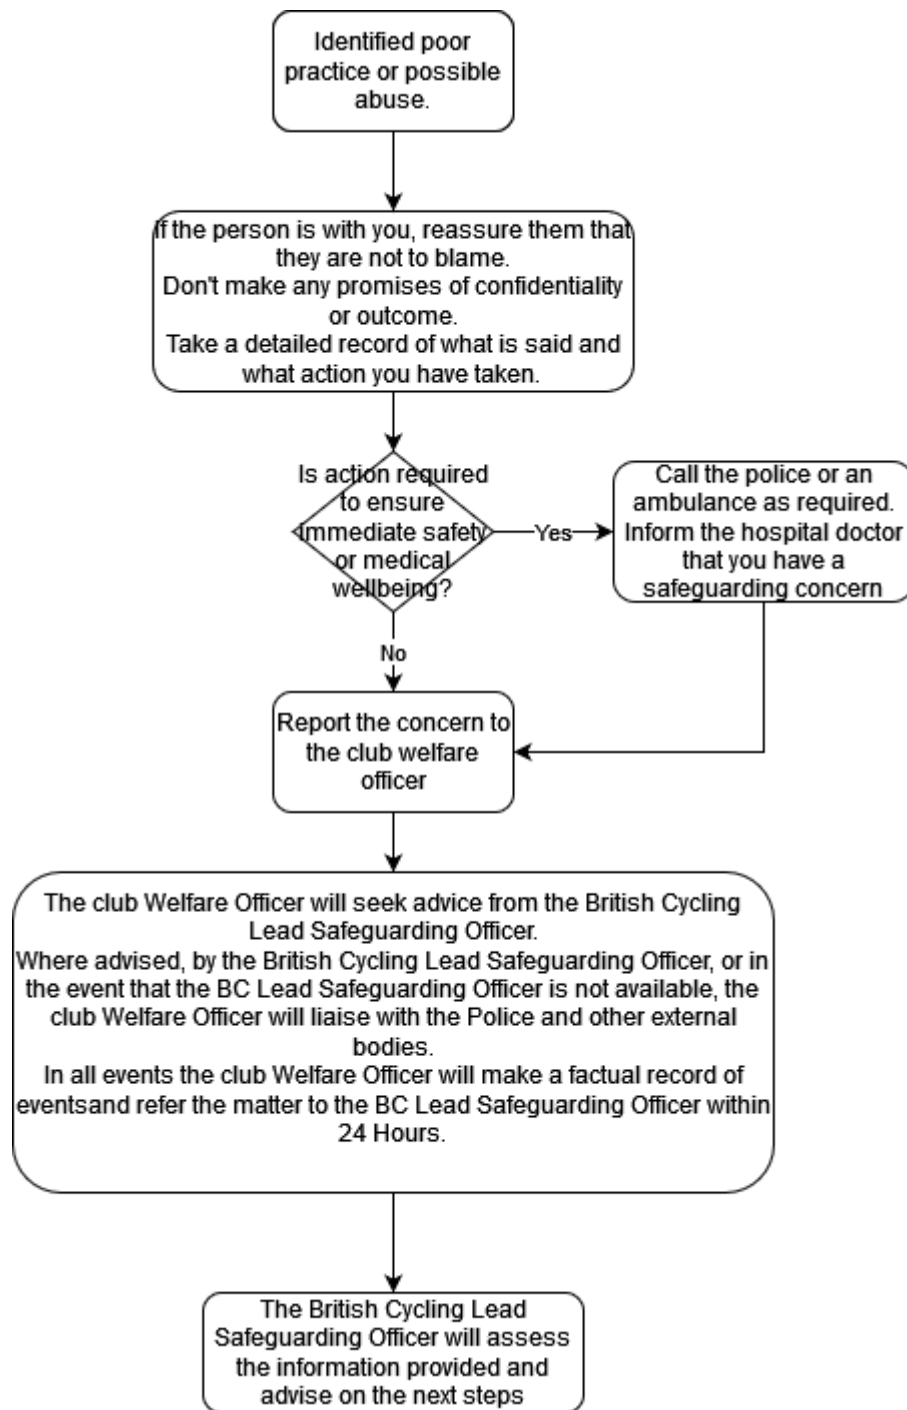 Identified poor
practice or possible
abuse.
If the person is with you, reassure them that
they are not to blame.
Don't make any promises of confidentiality
or outcome.
Take a detailed record of what is said and
what action you have taken.
Is action required
to ensure
immediate safety
or medical
wellbeing?
Yes
Call the police or an
ambulance as required.
Inform the hospital doctor
that you have a
safeguarding concern
No
Report the concern to
the club welfare
officer
The club Welfare Officer will seek advice from the British Cycling
Lead Safeguarding Officer.
Where advised, by the British Cycling Lead Safeguarding Officer, or in
the event that the BC Lead Safeguarding Officer is not available, the
club Welfare Officer will liaise with the Police and other external
bodies.
In all events the club Welfare Officer will make a factual record of
eventsand refer the matter to the BC Lead Safeguarding Officer within
24 Hours.
The British Cycling Lead
Safeguarding Officer will assess
the information provided and
advise on the next steps